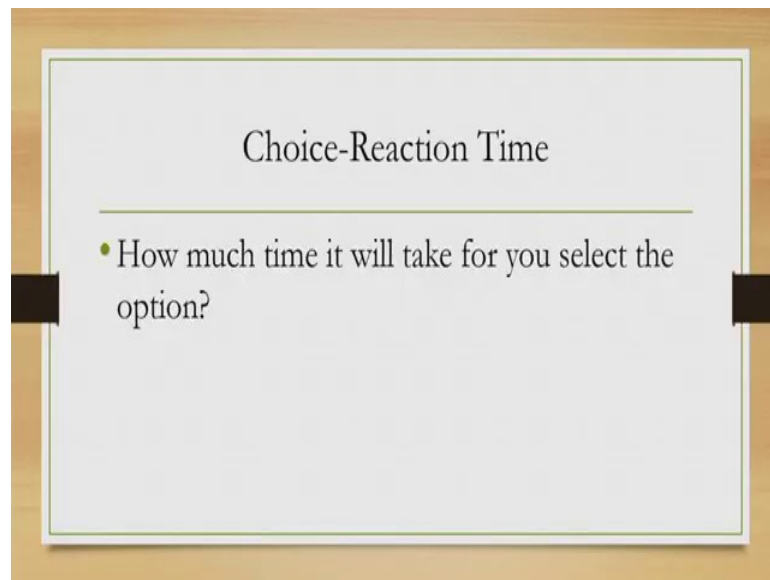 Choice-Reaction Time
• How much time it will take for you select the
option?